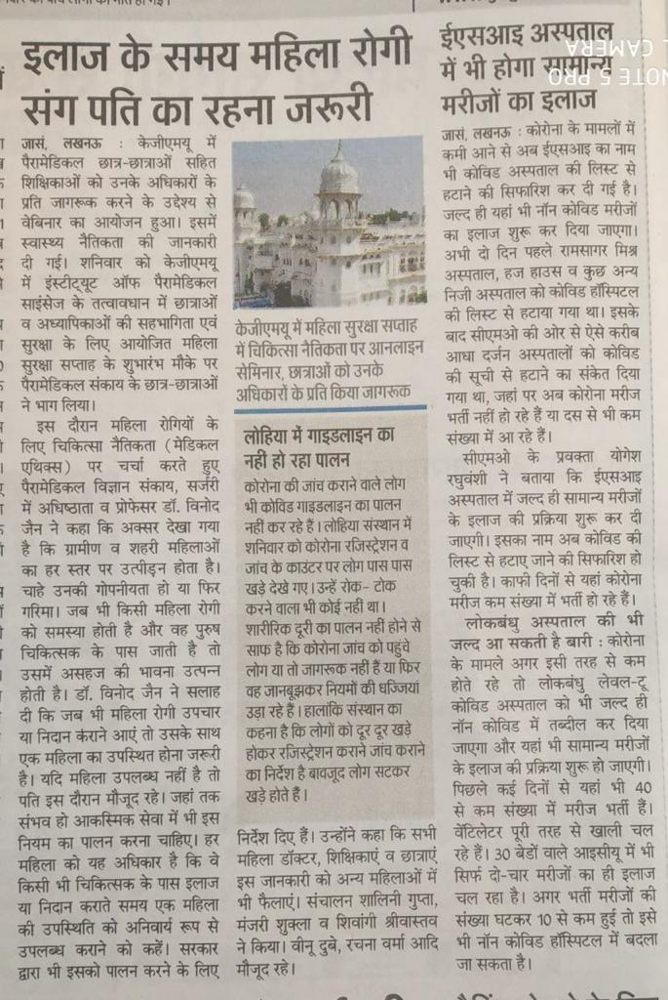 इलाज के समय महिला रोगी
संग पति का रहना जरूरी
जासं, लखनऊ : केजीएमयू में
पैरामेडिकल छात्र-छात्राओं सहित
शिक्षिकाओं को उनके अधिकारों के
प्रति जागरूक करने के उद्देश्य से
वेबिनार का आयोजन हुआ। इसमें
स्वास्थ्य नैतिकता की जानकारी
दी गई। शनिवार को केजीएमयू
में इंस्टीट्यूट ऑफ पैरामेडिकल
साइंसेज के तत्वावधान में छात्राओं
व अध्यापिकाओं की सहभागिता एवं
सुरक्षा के लिए आयोजित महिला
सुरक्षा सप्ताह के शुभारंभ मौके पर
पैरामेडिकल संकाय के छात्र-छात्राओं
ने भाग लिया।
इस दौरान महिला रोगियों के
लिए चिकित्सा नैतिकता (मेडिकल
एथिक्स) पर चर्चा करते हुए
पैरामेडिकल विज्ञान संकाय, सर्जरी
में अधिष्ठाता व प्रोफेसर डॉ. विनोद
जैन ने कहा कि अक्सर देखा गया
है कि ग्रामीण व शहरी महिलाओं
का हर स्तर पर उत्पीड़न होता है।
चाहे उनकी गोपनीयता हो या फिर
गरिमा। जब भी किसी महिला रोगी
को समस्या होती है और वह पुरुष
चिकित्सक के पास जाती है तो
उसमें असहज की भावना उत्पन्न
होती है। डॉ. विनोद जैन ने सलाह
दी कि जब भी महिला रोगी उपचार
या निदान कराने आएं तो उसके साथ
एक महिला का उपस्थित होना जरूरी
है। यदि महिला उपलब्ध नहीं है तो
पति इस दौरान मौजूद रहे। जहां तक
संभव हो आकस्मिक सेवा में भी इस
नियम का पालन करना चाहिए। हर
महिला को यह अधिकार है कि वे
किसी भी चिकित्सक के पास इलाज
या निदान कराते समय एक महिला
की उपस्थिति को अनिवार्य रूप से
उपलब्ध कराने को कहें। सरकार
द्वारा भी इसको पालन करने के लिए
केजीएमयू में महिला सुरक्षा सप्ताह
में चिकित्सा नैतिकता पर आनलाइन
सेमिनार, छात्राओं को उनके
अधिकारों के प्रति किया जागरूक
लोहिया में गाइडलाइन का
नहीं हो रहा पालन
कोरोना की जांच कराने वाले लोग
भी कोविड गाइडलाइन का पालन
नहीं कर रहे हैं। लोहिया संस्थान में
शनिवार को कोरोना रजिस्ट्रेशन व
जांच के काउंटर पर लोग पास पास
खड़े देखे गए। उन्हें रोक- टोक
करने वाला भी कोई नहीं था।
शारीरिक दूरी का पालन नहीं होने से
साफ है कि कोरोना जांच को पहुंचे
लोग या तो जागरूक नहीं हैं या फिर
वह जानबूझकर नियमों की धज्जियां
उड़ा रहे हैं। हालांकि संस्थान का
कहना है कि लोगों को दूर दूर खड़े
होकर रजिस्ट्रेशन कराने जांच कराने
का निर्देश है बावजूद लोग सटकर
खड़े होते हैं।
निर्देश दिए हैं। उन्होंने कहा कि सभी
महिला डॉक्टर, शिक्षिकाएं व छात्राएं
इस जानकारी को अन्य महिलाओं में
भी फैलाएं। संचालन शालिनी गुप्ता,
मंजरी शुक्ला व शिवांगी श्रीवास्तव
ने किया। वीनू दुबे, रचना वर्मा आदि
मौजूद रहे।
ईएसआइ अस्पताल
में भी होगा सामान्य
मरीजों का इलाज
जासं, लखनऊ : कोरोना के मामलों में
कमी आने से अब ईएसआइ का नाम
भी कोविड अस्पताल की लिस्ट से
हटाने की सिफारिश कर दी गई है।
जल्द ही यहां भी नॉन कोविड मरीजों
का इलाज शुरू कर दिया जाएगा।
अभी दो दिन पहले रामसागर मिश्र
अस्पताल, हज हाउस व कुछ अन्य
निजी अस्पताल को कोविड हॉस्पिटल
की लिस्ट से हटाया गया था। इसके
बाद सीएमओ की ओर से ऐसे करीब
आधा दर्जन अस्पतालों को कोविड
की सूची से हटाने का संकेत दिया
गया था, जहां पर अब कोरोना मरीज
भर्ती नहीं हो रहे हैं या दस से भी कम
संख्या में आ रहे हैं।
सीएमओ के प्रवक्ता योगेश
रघुवंशी ने बताया कि ईएसआइ
अस्पताल में जल्द ही सामान्य मरीजों
के इलाज की प्रक्रिया शुरू कर दी
जाएगी। इसका नाम अब कोविड की
लिस्ट से हटाए जाने की सिफारिश हो
चुकी है। काफी दिनों से यहां कोरोना
मरीज कम संख्या में भर्ती हो रहे हैं।
लोकबंधु अस्पताल की भी
जल्द आ सकती है बारी : कोरोना
के मामले अगर इसी तरह से कम
होते रहे तो लोकबंधु लेवल-टू
कोविड अस्पताल को भी जल्द ही
नॉन कोविड में तब्दील कर दिया
जाएगा और यहां भी सामान्य मरीजों
के इलाज की प्रक्रिया शुरू हो जाएगी।
पिछले कई दिनों से यहां भी 40
से कम संख्या में मरीज भर्ती हैं।
वेंटिलेटर पूरी तरह से खाली चल
रहे हैं। 30 बेडों वाले आइसीयू में भी
सिर्फ दो-चार मरीजों का ही इलाज
चल रहा है। अगर भर्ती मरीजों की
संख्या घटकर 10 से कम हुई तो इसे
भी नॉन कोविड हॉस्पिटल में बदला
जा सकता है।
NOTE 5 PRO
CAMERA